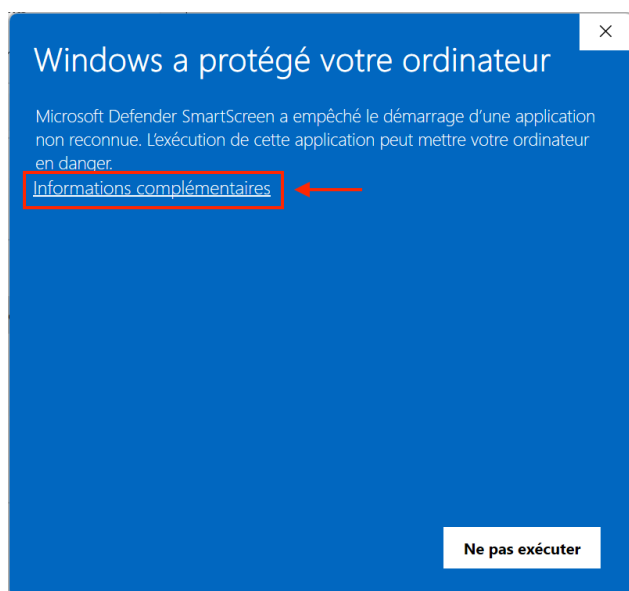 Windows a protégé votre ordinateur
Microsoft Defender SmartScreen a empêché le démarrage d’une application
non reconnue. L’exécution de cette application peut mettre votre ordinateur
en danger.
Informations complémentaires
Ne pas exécuter